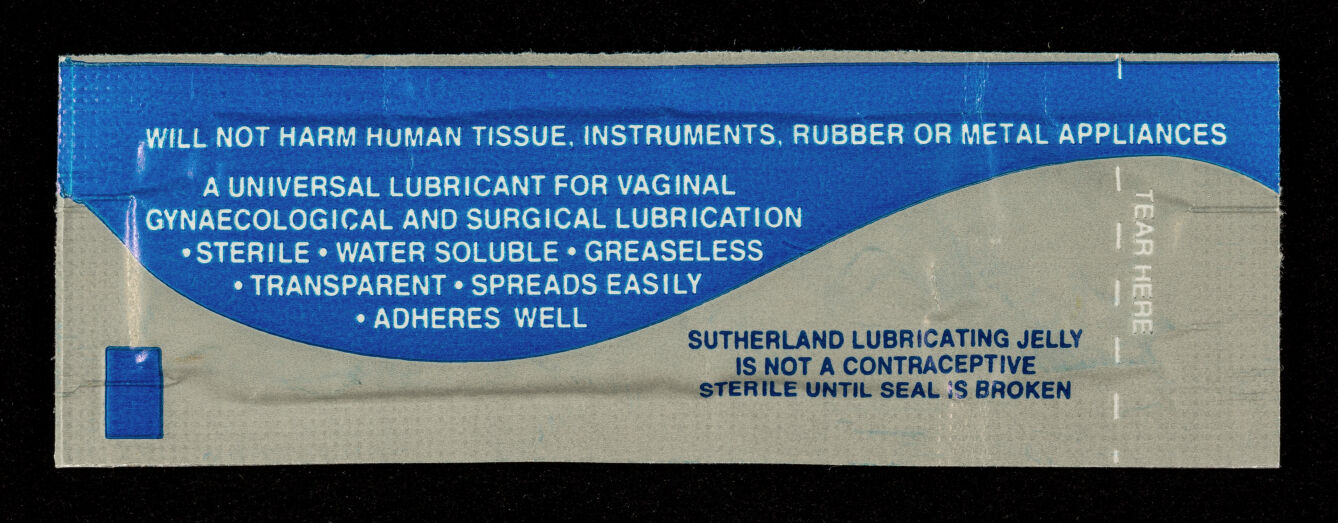 WILL NOT HARM HUMAN TISSUE, INSTRUMENTS, RUBBER OR METAL APPLIANCES
A UNIVERSAL LUBRICANT FOR VAGINAL
GYNAECOLOGICAL AND SURGICAL LUBRICATION
• STERILE • WATER SOLUBLE • GREASELESS
• TRANSPARENT • SPREADS EASILY
• ADHERES WELL
TEAR HERE
SUTHERLAND LUBRICATING JELLY
IS NOT A CONTRACEPTIVE
STERILE UNTIL SEAL IS BROKEN